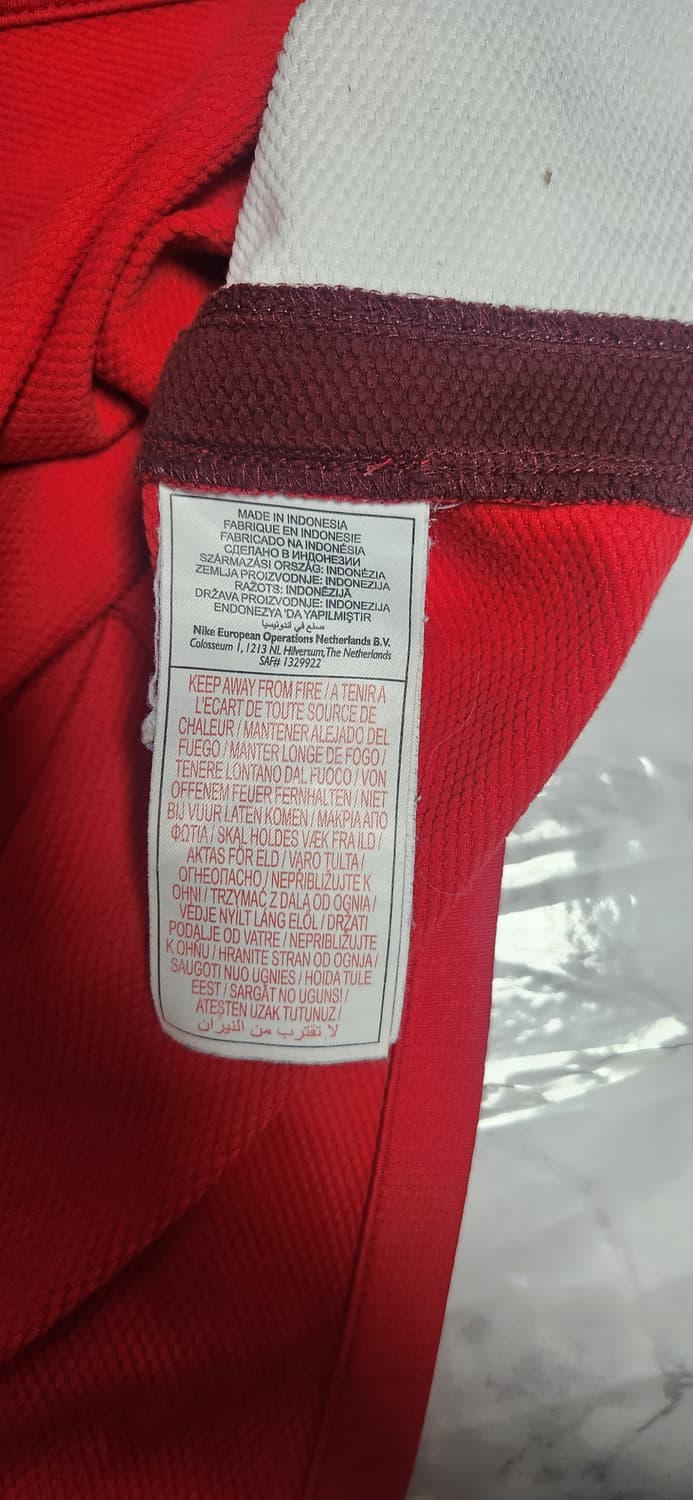 MADE IN INDONESIA
FABRIQUE EN INDONESIE
FABRICADO NA INDONÉSIA
СДЕЛАНО В ИНДОНЕЗИИ
SZÁRMAZÁSI ORSZÁG: INDONÉZIA
ZEMLJA PROIZVODNJE: INDONEZIJA
RAŽOTS: INDONĒZIJĀ
DRŽAVA PROIZVODNJE: INDONEZIJA
ENDONEZYA 'DA YAPILMIŞTIR
صنع في أندونيسيا
Nike European Operations Netherlands B.V.
Colosseum 1, 1213 NL Hilversum, The Netherlands
SAF# 1329922
KEEP AWAY FROM FIRE / A TENIR A
L'ECART DE TOUTE SOURCE DE
CHALEUR / MANTENER ALEJADO DEL
FUEGO / MANTER LONGE DE FOGO /
TENERE LONTANO DAL FUOCO / VON
OFFENEM FEUER FERNHALTEN / NIET
BIJ VUUR LATEN KOMEN / ΜΑΚΡΙΑ ΑΠΟ
ΦΩΤΙΑ / SKAL HOLDES VÆK FRA ILD /
AKTAS FÖR ELD / VARO TULTA /
ОГНЕОПАСНО / NEPŘIBLIŽUJTE K
OHNI / TRZYMAĆ Z DALA OD OGNIA /
VÉDJE NYÍLT LÁNG ELŐL / DRŽATI
PODALJE OD VATRE / NEPRIBLIŽUJTE
K OHŇU / HRANITE STRAN OD OGNJA /
SAUGOTI NUO UGNIES / HOIDA TULE
EEST / SARGĀT NO UGUNS! /
ATEŞTEN UZAK TUTUNUZ /
لا تقترب من النيران